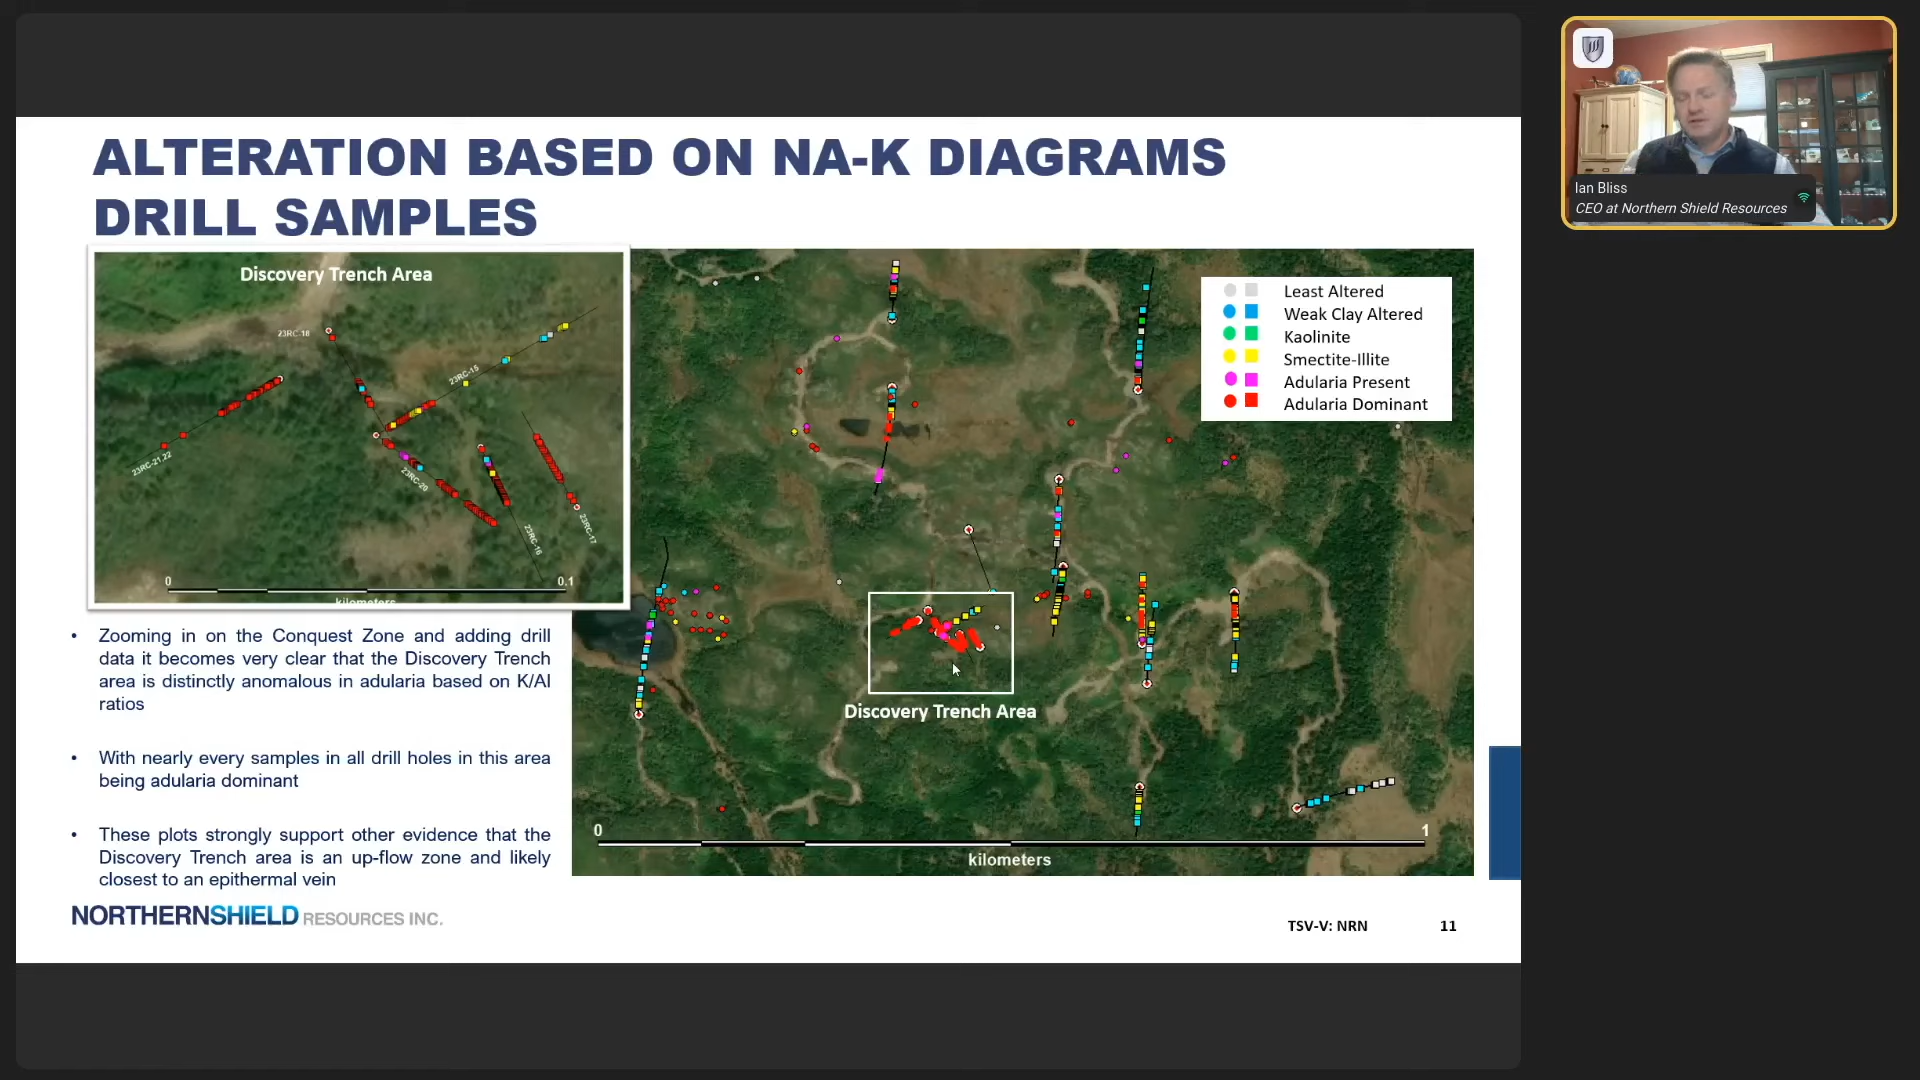 ALTERATION BASED ON NA-K DIAGRAMS
DRILL SAMPLES
Discovery Trench Area
23RC-18
23RC-15
23RC-21,22
23RC-20
23RC-16
23RC-17
0 0.1
kilometers
Least Altered
Weak Clay Altered
Kaolinite
Smectite-Illite
Adularia Present
Adularia Dominant
Discovery Trench Area
0 1
kilometers
• Zooming in on the Conquest Zone and adding drill
data it becomes very clear that the Discovery Trench
area is distinctly anomalous in adularia based on K/Al
ratios
• With nearly every samples in all drill holes in this area
being adularia dominant
• These plots strongly support other evidence that the
Discovery Trench area is an up-flow zone and likely
closest to an epithermal vein
NORTHERNSHIELD RESOURCES INC.
TSV-V: NRN 11
Ian Bliss
CEO at Northern Shield Resources